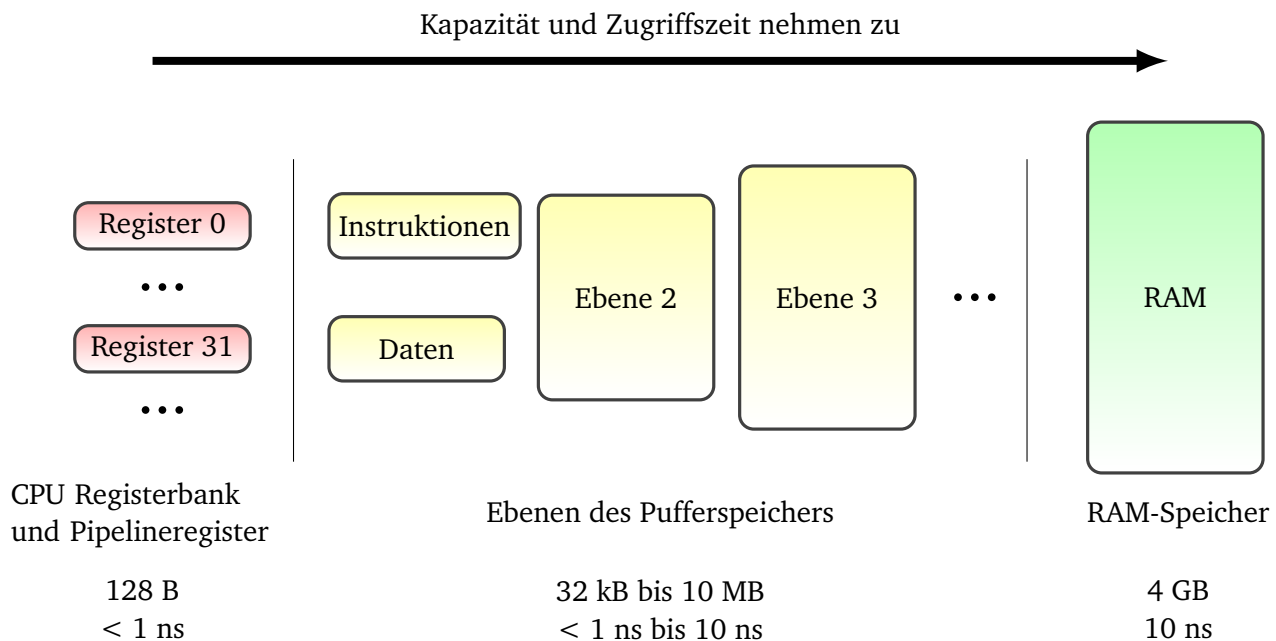 Kapazität und Zugriffszeit nehmen zu
Register 0
...
Register 31
...
Instruktionen
Daten
Ebene 2
Ebene 3
...
RAM
CPU Registerbank
und Pipelineregister
128 B
< 1 ns
Ebenen des Pufferspeichers
32 kB bis 10 MB
< 1 ns bis 10 ns
RAM-Speicher
4 GB
10 ns